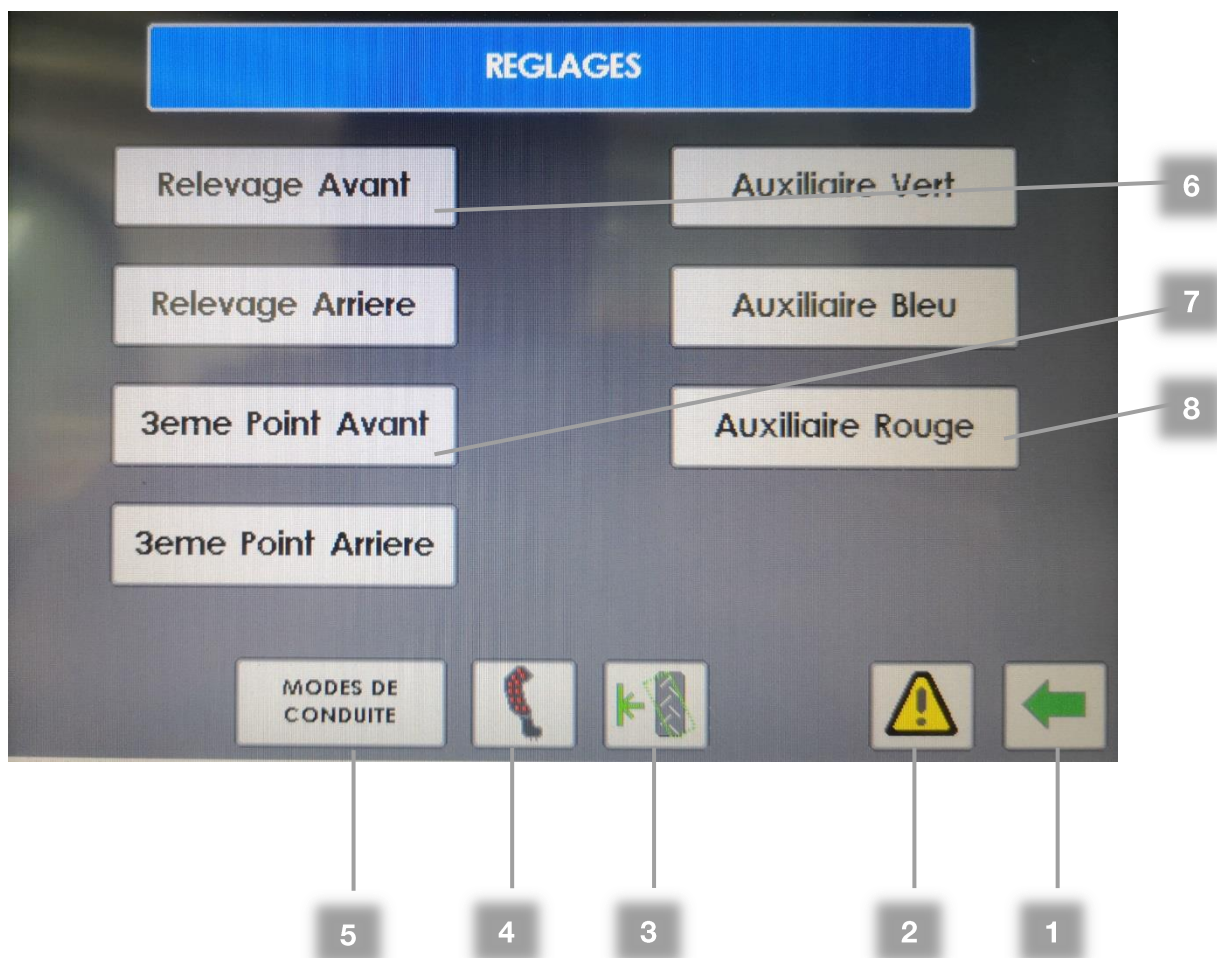 REGLAGES
Relevage Avant
Auxiliaire Vert
6
Relevage Arriere
Auxiliaire Bleu
7
3eme Point Avant
Auxiliaire Rouge
8
3eme Point Arriere
MODES DE
CONDUITE
5
4
3
2
1